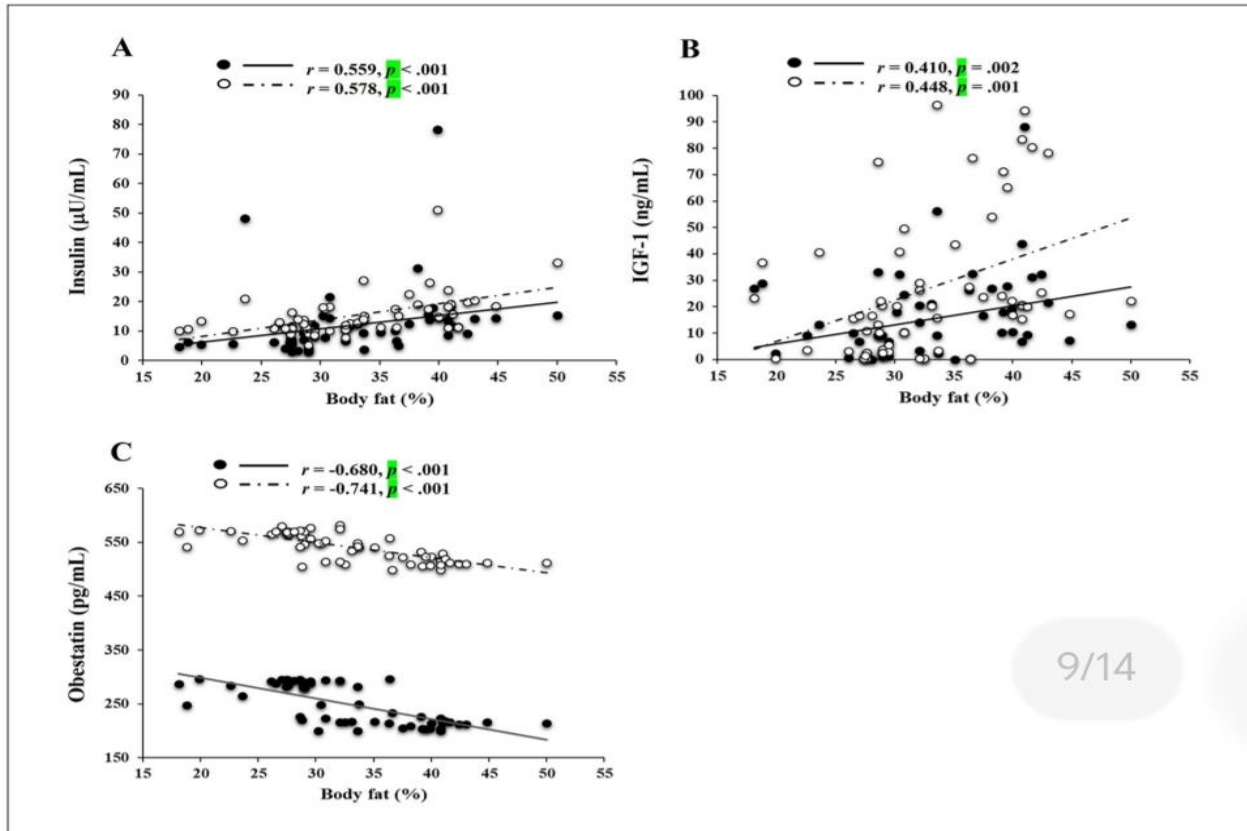 A
r = 0.559, p < .001
r = 0.578, p < .001
90
80
70
60
50
40
30
20
10
0
Insulin (µU/mL)
15 20 25 30 35 40 45 50 55
Body fat (%)
B
r = 0.410, p = .002
r = 0.448, p = .001
100
90
80
70
60
50
40
30
20
10
0
IGF-1 (ng/mL)
15 20 25 30 35 40 45 50 55
Body fat (%)
C
r = -0.680, p < .001
r = -0.741, p < .001
650
550
450
350
250
150
Obestatin (pg/mL)
15 20 25 30 35 40 45 50 55
Body fat (%)
9/14